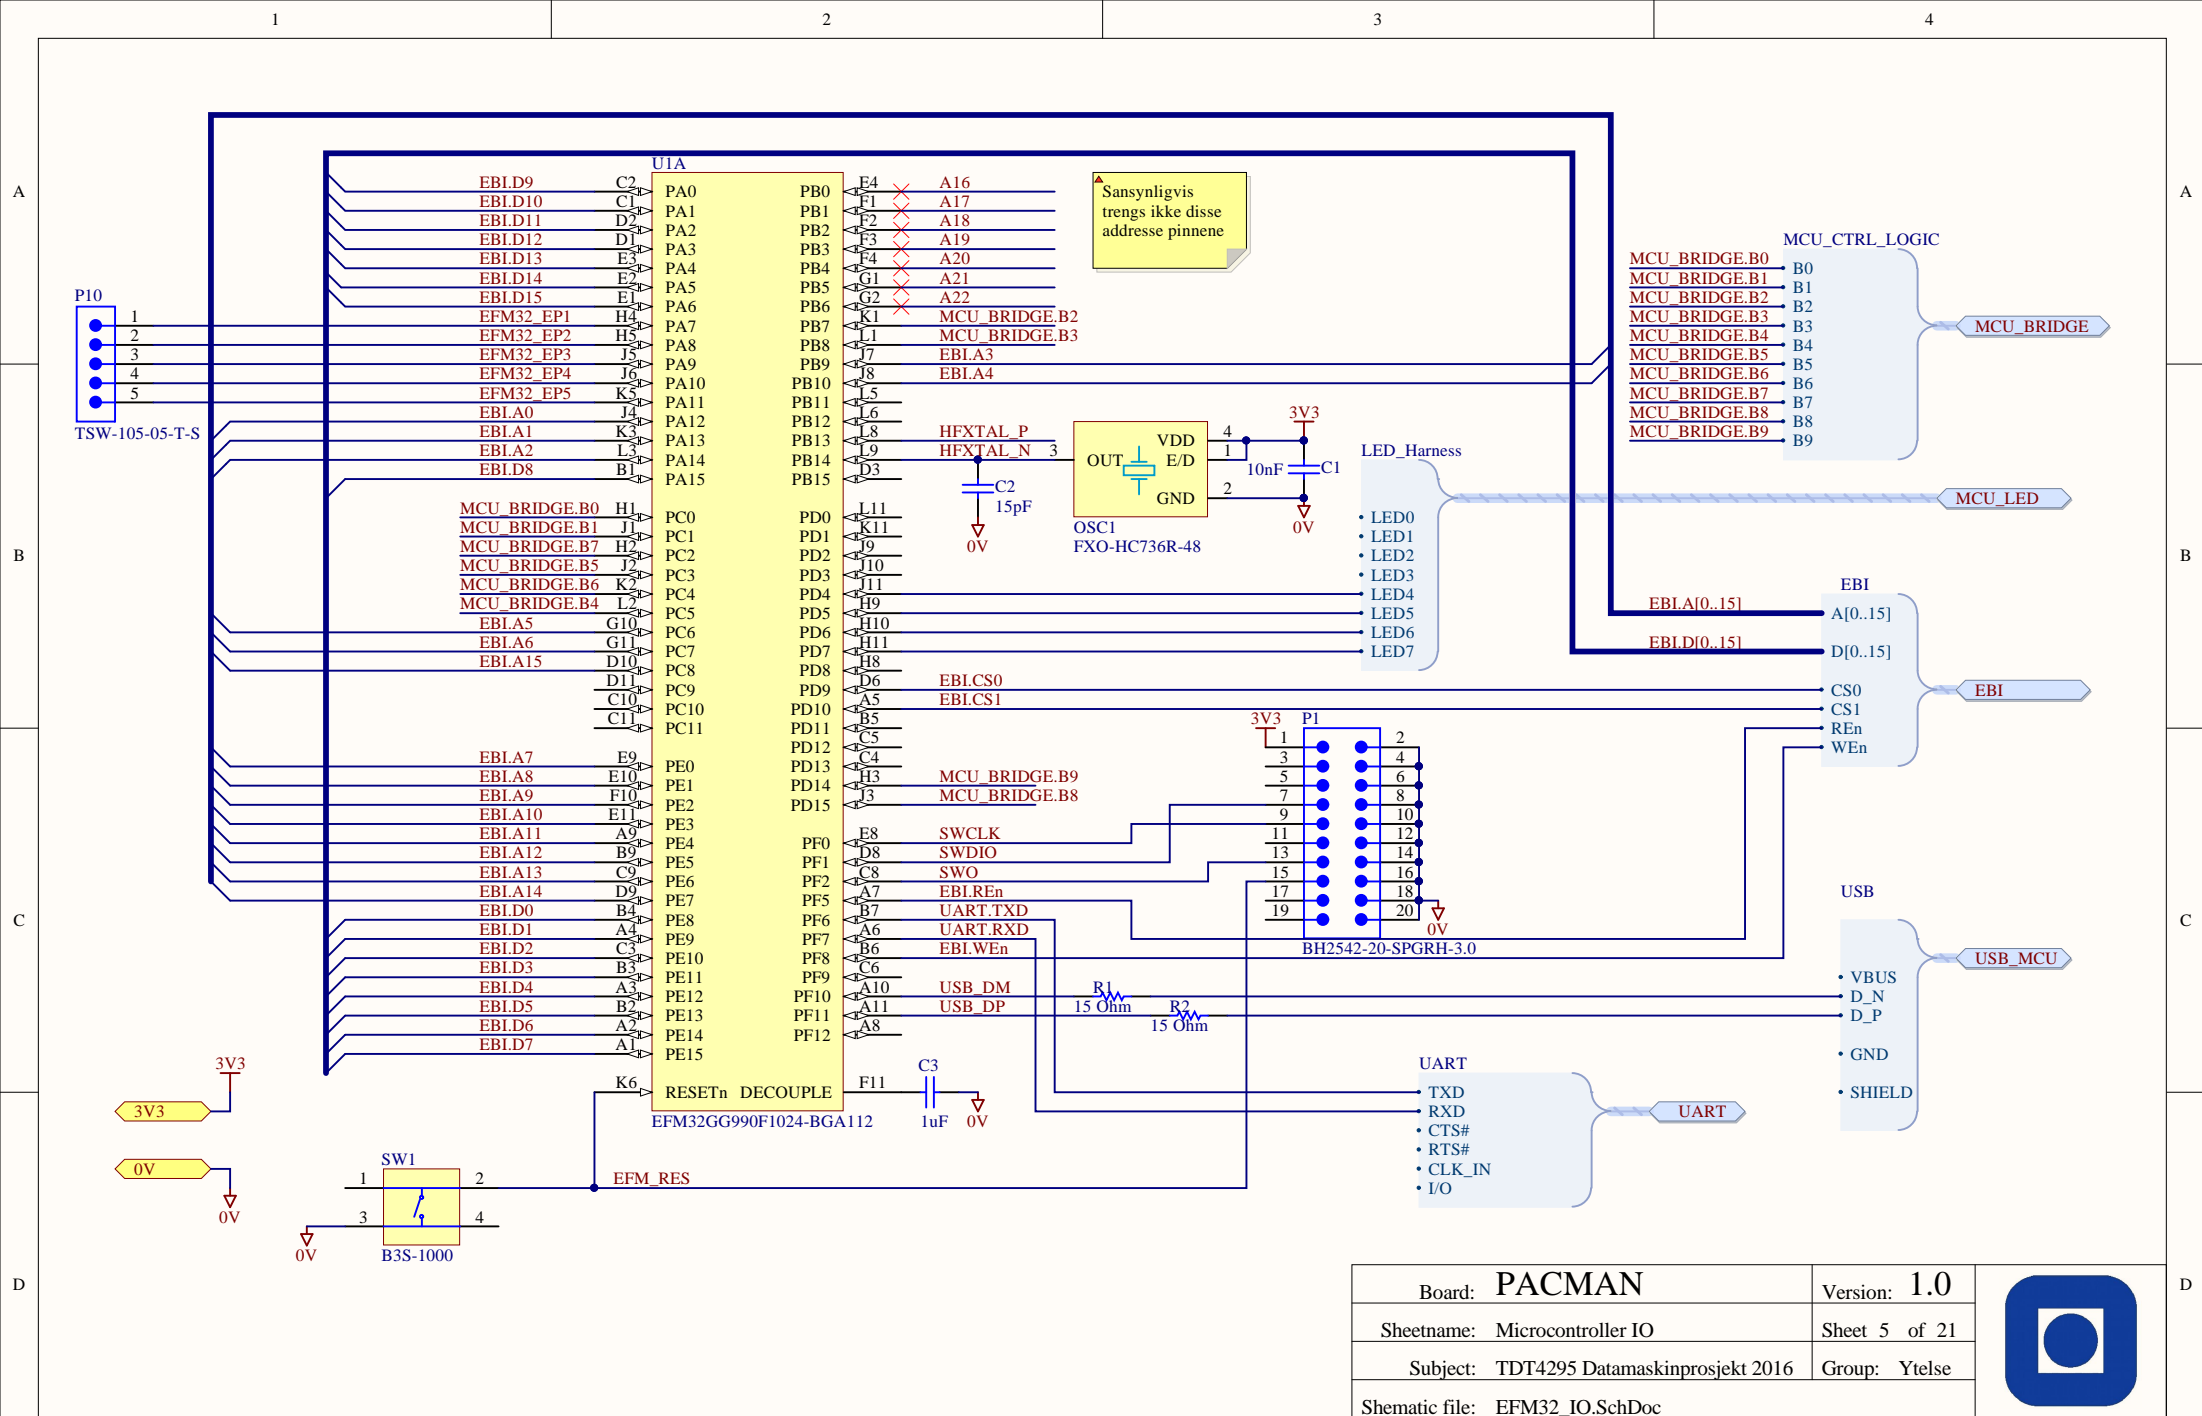 1 2 3 4
A A
B B
C C
D D
U1A
EBI.D9 C2 PA0 PB0 E4 A16
EBI.D10 C1 PA1 PB1 F1 A17
EBI.D11 D2 PA2 PB2 F2 A18
EBI.D12 D1 PA3 PB3 F3 A19
EBI.D13 E3 PA4 PB4 F4 A20
EBI.D14 E2 PA5 PB5 G1 A21
EBI.D15 E1 PA6 PB6 G2 A22
EFM32_EP1 H4 PA7 PB7 K1 MCU_BRIDGE.B2
EFM32_EP2 H5 PA8 PB8 L1 MCU_BRIDGE.B3
EFM32_EP3 J5 PA9 PB9 J7 EBI.A3
EFM32_EP4 J6 PA10 PB10 J8 EBI.A4
EFM32_EP5 K5 PA11 PB11 L5
EBI.A0 J4 PA12 PB12 L6
EBI.A1 K3 PA13 PB13 L8 HFXTAL_P
EBI.A2 L3 PA14 PB14 L9 HFXTAL_N
EBI.D8 B1 PA15 PB15 D3
MCU_BRIDGE.B0 H1 PC0 PD0 L11
MCU_BRIDGE.B1 J1 PC1 PD1 K11
MCU_BRIDGE.B7 H2 PC2 PD2 J9
MCU_BRIDGE.B5 J2 PC3 PD3 J10
MCU_BRIDGE.B6 K2 PC4 PD4 J11
MCU_BRIDGE.B4 L2 PC5 PD5 H9
EBI.A5 G10 PC6 PD6 H10
EBI.A6 G11 PC7 PD7 H11
EBI.A15 D10 PC8 PD8 H8
D11 PC9 PD9 D6 EBI.CS0
C10 PC10 PD10 A5 EBI.CS1
C11 PC11 PD11 B5
PD12 C5
EBI.A7 E9 PE0 PD13 C4
EBI.A8 E10 PE1 PD14 H3 MCU_BRIDGE.B9
EBI.A9 F10 PE2 PD15 J3 MCU_BRIDGE.B8
EBI.A10 E11 PE3
EBI.A11 A9 PE4 PF0 E8 SWCLK
EBI.A12 B9 PE5 PF1 D8 SWDIO
EBI.A13 C9 PE6 PF2 C8 SWO
EBI.A14 D9 PE7 PF5 A7 EBI.REn
EBI.D0 B4 PE8 PF6 B7 UART.TXD
EBI.D1 A4 PE9 PF7 A6 UART.RXD
EBI.D2 C3 PE10 PF8 B6 EBI.WEn
EBI.D3 B3 PE11 PF9 C6
EBI.D4 A3 PE12 PF10 A10 USB_DM
EBI.D5 B2 PE13 PF11 A11 USB_DP
EBI.D6 A2 PE14 PF12 A8
EBI.D7 A1 PE15
K6 RESETn DECOUPLE F11
EFM32GG990F1024-BGA112
P10
1
2
3
4
5
TSW-105-05-T-S
Sansynligvis
trengs ikke disse
addresse pinnene
C2
15pF
0V
3 OUT VDD 4
E/D 1
GND 2
OSC1
FXO-HC736R-48
3V3
10nF C1
0V
LED_Harness
LED0
LED1
LED2
LED3
LED4
LED5
LED6
LED7
MCU_LED
MCU_CTRL_LOGIC
MCU_BRIDGE.B0 B0
MCU_BRIDGE.B1 B1
MCU_BRIDGE.B2 B2
MCU_BRIDGE.B3 B3
MCU_BRIDGE.B4 B4
MCU_BRIDGE.B5 B5
MCU_BRIDGE.B6 B6
MCU_BRIDGE.B7 B7
MCU_BRIDGE.B8 B8
MCU_BRIDGE.B9 B9
MCU_BRIDGE
EBI
EBI.A[0..15] A[0..15]
EBI.D[0..15] D[0..15]
CS0
CS1
REn
WEn
EBI
3V3 P1
1 2
3 4
5 6
7 8
9 10
11 12
13 14
15 16
17 18
19 20
0V
BH2542-20-SPGRH-3.0
R1
15 Ohm
R2
15 Ohm
USB
VBUS
D_N
D_P
GND
SHIELD
USB_MCU
UART
TXD
RXD
CTS#
RTS#
CLK_IN
I/O
UART
C3
1uF 0V
3V3
3V3
0V
0V
SW1
1 2
3 4
0V
B3S-1000
EFM_RES
Board: PACMAN Version: 1.0
Sheetname: Microcontroller IO Sheet 5 of 21
Subject: TDT4295 Datamaskinprosjekt 2016 Group: Ytelse
Shematic file: EFM32_IO.SchDoc